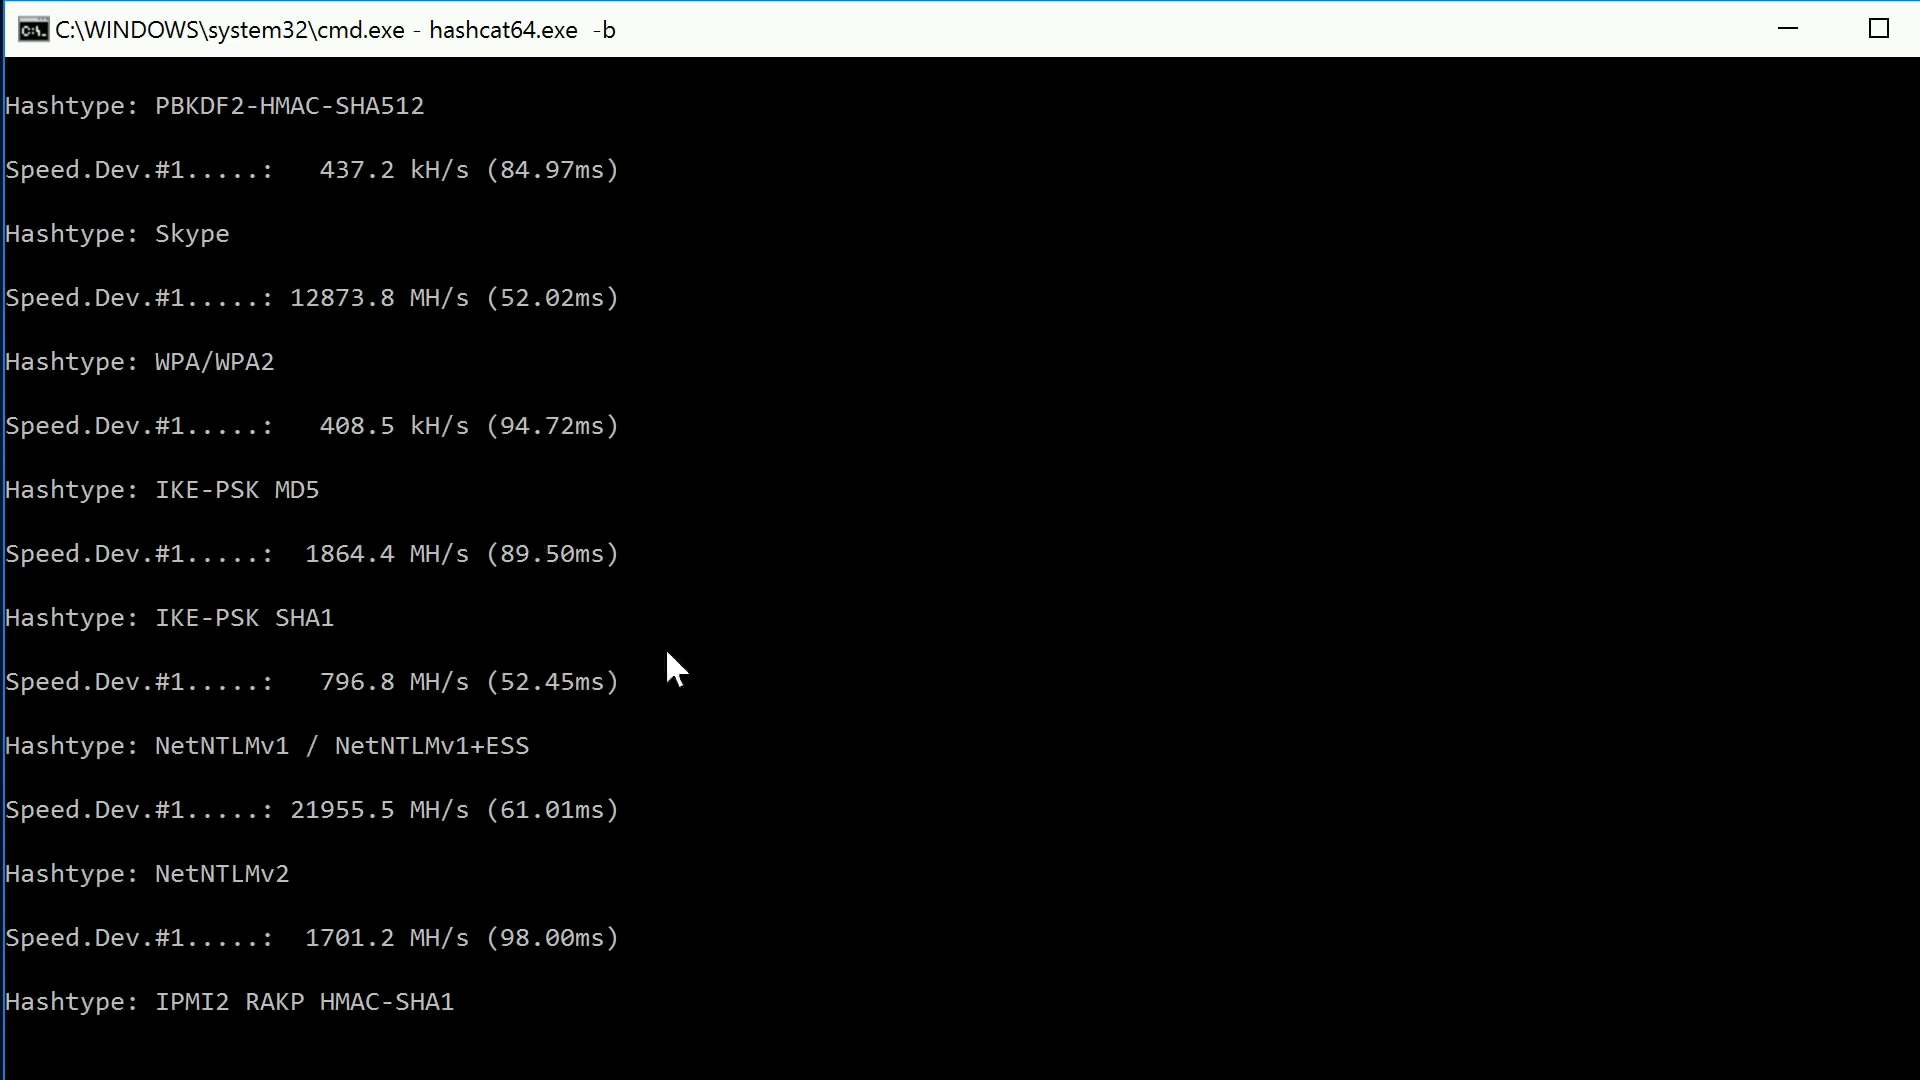 C:\WINDOWS\system32\cmd.exe - hashcat64.exe  -b
Hashtype: PBKDF2-HMAC-SHA512
Speed.Dev.#1.....:   437.2 kH/s (84.97ms)
Hashtype: Skype
Speed.Dev.#1.....: 12873.8 MH/s (52.02ms)
Hashtype: WPA/WPA2
Speed.Dev.#1.....:   408.5 kH/s (94.72ms)
Hashtype: IKE-PSK MD5
Speed.Dev.#1.....:  1864.4 MH/s (89.50ms)
Hashtype: IKE-PSK SHA1
Speed.Dev.#1.....:   796.8 MH/s (52.45ms)
Hashtype: NetNTLMv1 / NetNTLMv1+ESS
Speed.Dev.#1.....: 21955.5 MH/s (61.01ms)
Hashtype: NetNTLMv2
Speed.Dev.#1.....:  1701.2 MH/s (98.00ms)
Hashtype: IPMI2 RAKP HMAC-SHA1